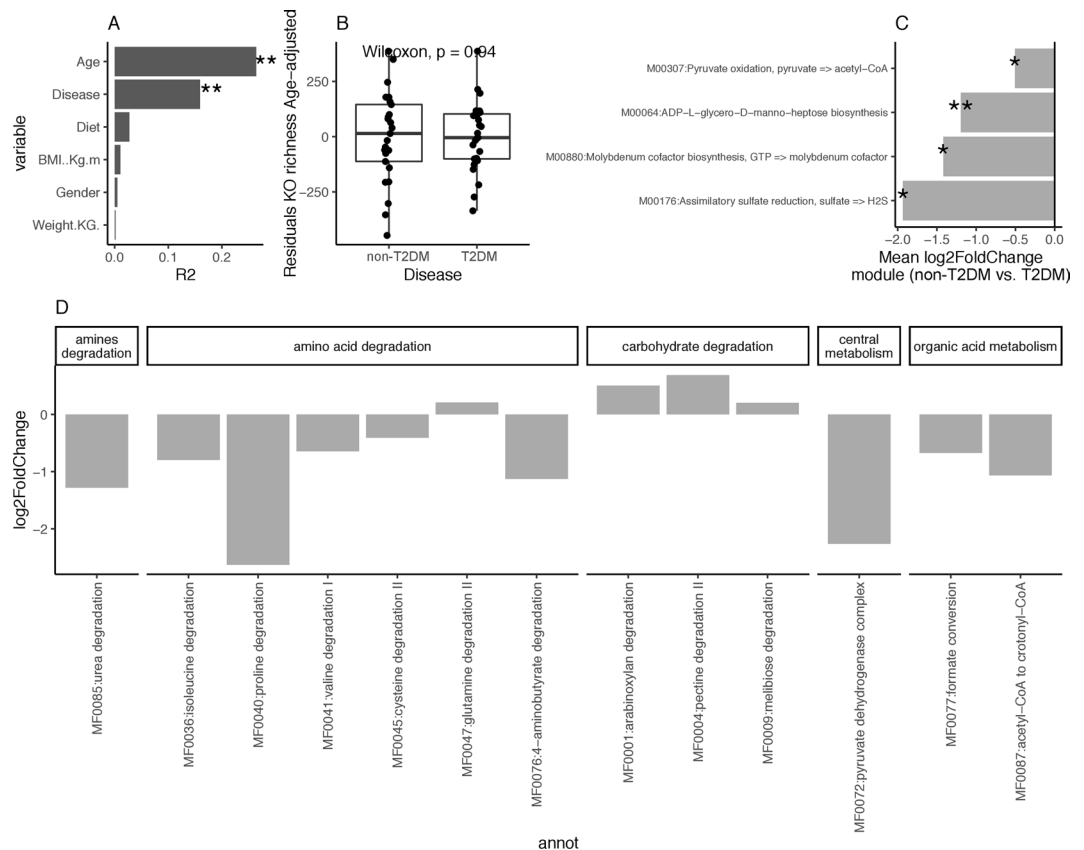 A
variable
Age
Disease
Diet
BMI..Kg.m
Gender
Weight.KG.
**
**
0.0
0.1
0.2
R2
B
Residuals KO richness Age−adjusted
Wilcoxon, p = 0.94
250
0
−250
non−T2DM
T2DM
Disease
C
M00307:Pyruvate oxidation, pyruvate => acetyl−CoA
M00064:ADP−L−glycero−D−manno−heptose biosynthesis
M00880:Molybdenum cofactor biosynthesis, GTP => molybdenum cofactor
M00176:Assimilatory sulfate reduction, sulfate => H2S
*
**
*
*
−2.0
−1.5
−1.0
−0.5
0.0
Mean log2FoldChange
module (non−T2DM vs. T2DM)
D
amines
degradation
amino acid degradation
carbohydrate degradation
central
metabolism
organic acid metabolism
log2FoldChange
0
−1
−2
MF0085:urea degradation
MF0036:isoleucine degradation
MF0040:proline degradation
MF0041:valine degradation I
MF0045:cysteine degradation II
MF0047:glutamine degradation II
MF0076:4−aminobutyrate degradation
MF0001:arabinoxylan degradation
MF0004:pectine degradation II
MF0009:melibiose degradation
MF0072:pyruvate dehydrogenase complex
MF0077:formate conversion
MF0087:acetyl−CoA to crotonyl−CoA
annot